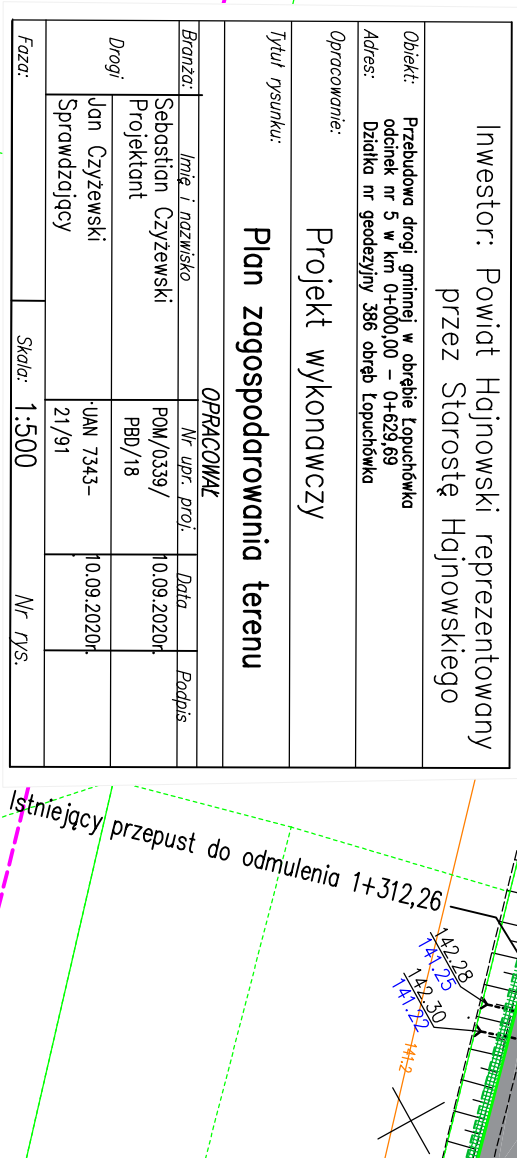 Inwestor: Powiat Hajnowski reprezentowany
przez Starostę Hajnowskiego
Obiekt: Przebudowa drogi gminnej w obrębie Łopuchówka
odcinek nr 5 w km 0+000,00 – 0+629,69
Adres: Działka nr geodezyjny 386 obręb Łopuchówka
Opracowanie: Projekt wykonawczy
Tytuł rysunku: Plan zagospodarowania terenu
OPRACOWAŁ
Branża: Imię i nazwisko Nr upr. proj. Data Podpis
Drogi
Sebastian Czyżewski
Projektant
POM/0339/
PBD/18
10.09.2020r.
Jan Czyżewski
Sprawdzający
UAN 7343-
21/91
10.09.2020r.
Faza: Skala: 1:500 Nr rys.
Istniejący przepust do odmulenia 1+312,26
142.28
141.25
142.30
141.22
141.2